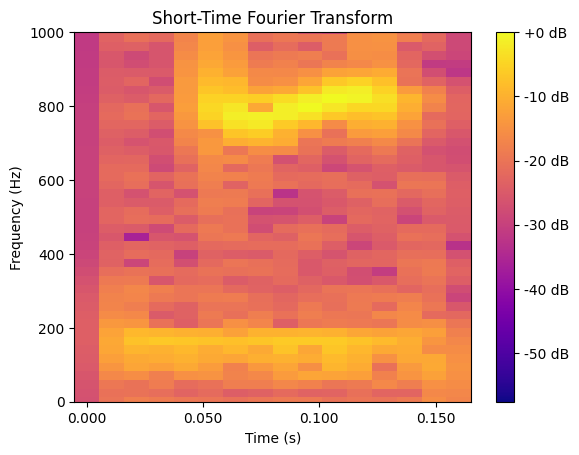 Short-Time Fourier Transform
Frequency (Hz)
1000
800
600
400
200
0
0.000
0.050
0.100
0.150
Time (s)
+0 dB
-10 dB
-20 dB
-30 dB
-40 dB
-50 dB